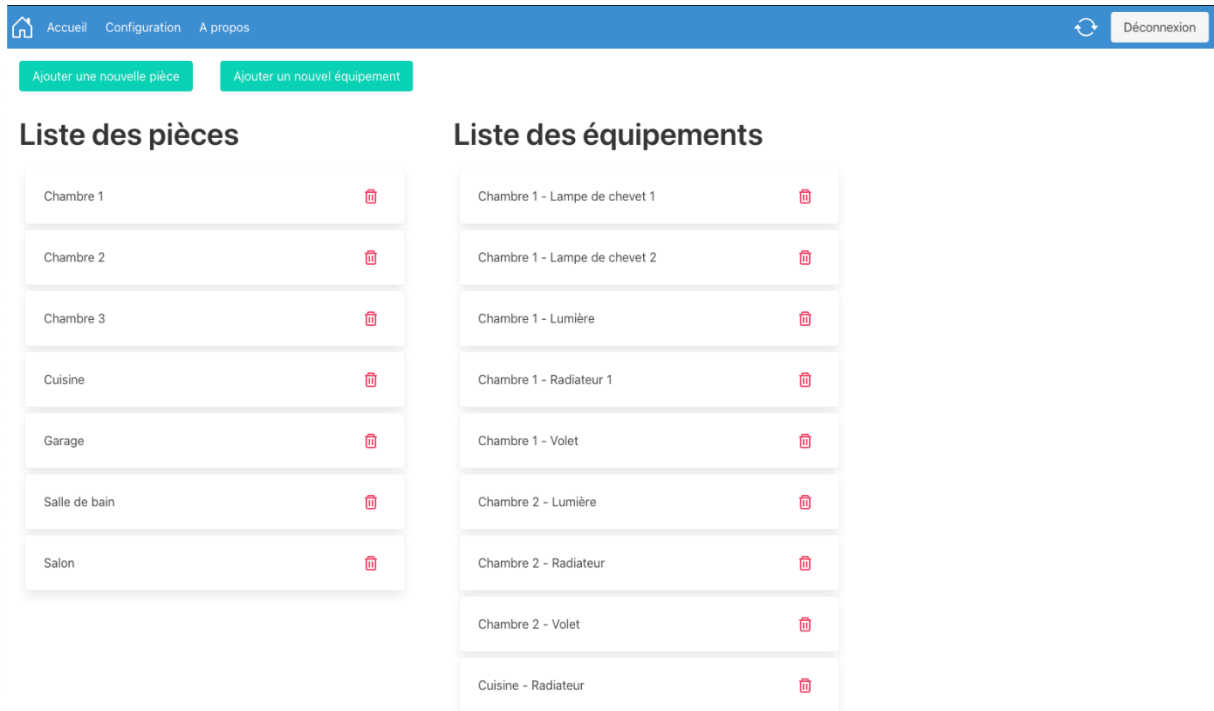 Accueil Configuration A propos Déconnexion
Ajouter une nouvelle pièce Ajouter un nouvel équipement
Liste des pièces
Chambre 1
Chambre 2
Chambre 3
Cuisine
Garage
Salle de bain
Salon
Liste des équipements
Chambre 1 - Lampe de chevet 1
Chambre 1 - Lampe de chevet 2
Chambre 1 - Lumière
Chambre 1 - Radiateur 1
Chambre 1 - Volet
Chambre 2 - Lumière
Chambre 2 - Radiateur
Chambre 2 - Volet
Cuisine - Radiateur